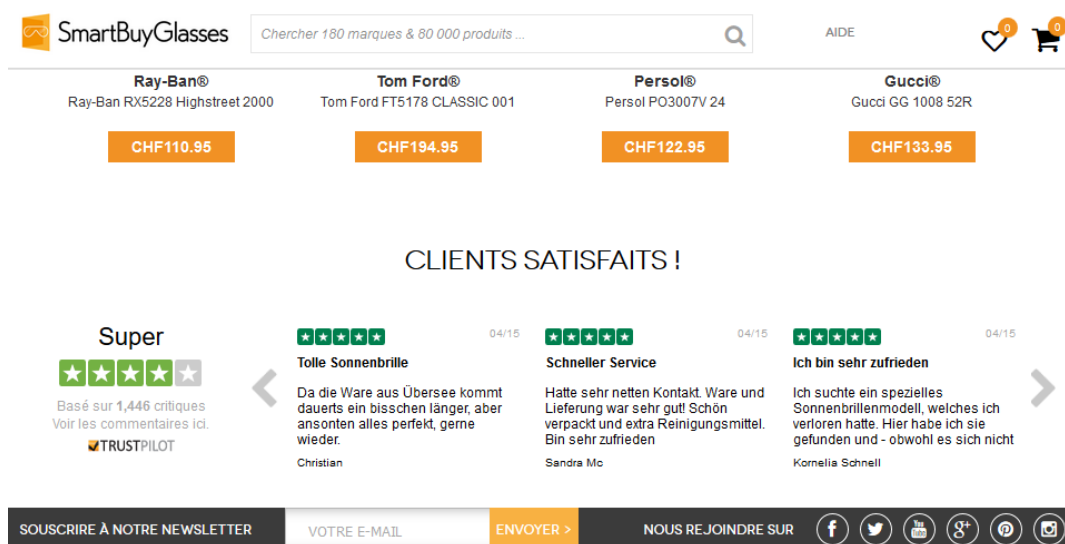 SmartBuyGlasses
Chercher 180 marques & 80 000 produits ...
AIDE
0
0
Ray-Ban®
Ray-Ban RX5228 Highstreet 2000
CHF110.95
Tom Ford®
Tom Ford FT5178 CLASSIC 001
CHF194.95
Persol®
Persol PO3007V 24
CHF122.95
Gucci®
Gucci GG 1008 52R
CHF133.95
CLIENTS SATISFAITS !
Super
Basé sur 1,446 critiques
Voir les commentaires ici.
TRUSTPILOT
04/15
Tolle Sonnenbrille
Da die Ware aus Übersee kommt
dauerts ein bisschen länger, aber
ansonten alles perfekt, gerne
wieder.
Christian
04/15
Schneller Service
Hatte sehr netten Kontakt. Ware und
Lieferung war sehr gut! Schön
verpackt und extra Reinigungsmittel.
Bin sehr zufrieden
Sandra Mc
04/15
Ich bin sehr zufrieden
Ich suchte ein spezielles
Sonnenbrillenmodell, welches ich
verloren hatte. Hier habe ich sie
gefunden und - obwohl es sich nicht
Kornelia Schnell
SOUSCRIRE À NOTRE NEWSLETTER
VOTRE E-MAIL
ENVOYER >
NOUS REJOINDRE SUR
f
You
Tube
g+